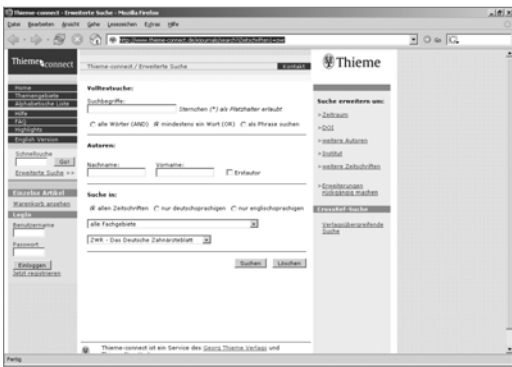 Thieme-connect - Erweiterte Suche - Mozilla Firefox
Datei Bearbeiten Ansicht Gehe Lesezeichen Extras Hilfe
Thieme connect
Thieme-connect / Erweiterte Suche
Kontakt
Home
Themengebiete
Alphabetische Liste
Hilfe
FAQ
Highlights
English Version
Schnellsuche
Go!
Erweiterte Suche >>
Einzelne Artikel
Warenkorb ansehen
Login
Benutzername
Passwort
Einloggen
Jetzt registrieren
Volltextsuche:
Suchbegriffe:
Sternchen (*) als Platzhalter erlaubt
alle Wörter (AND) mindestens ein Wort (OR) als Phrase suchen
Autoren:
Nachname: Vorname:
Erstautor
Suche in:
allen Zeitschriften nur deutschsprachigen nur englischsprachigen
alle Fachgebiete
ZWR - Das Deutsche Zahnärzteblatt
Suchen Löschen
Thieme-connect ist ein Service des Georg Thieme Verlags und
Thieme
Suche erweitern um:
> Zeitraum
> DOI
> weitere Autoren
> Institut
> weitere Zeitschriften
> Erweiterungen
rückgängig machen
CrossRef-Suche
Verlagsübergreifende
Suche
Fertig